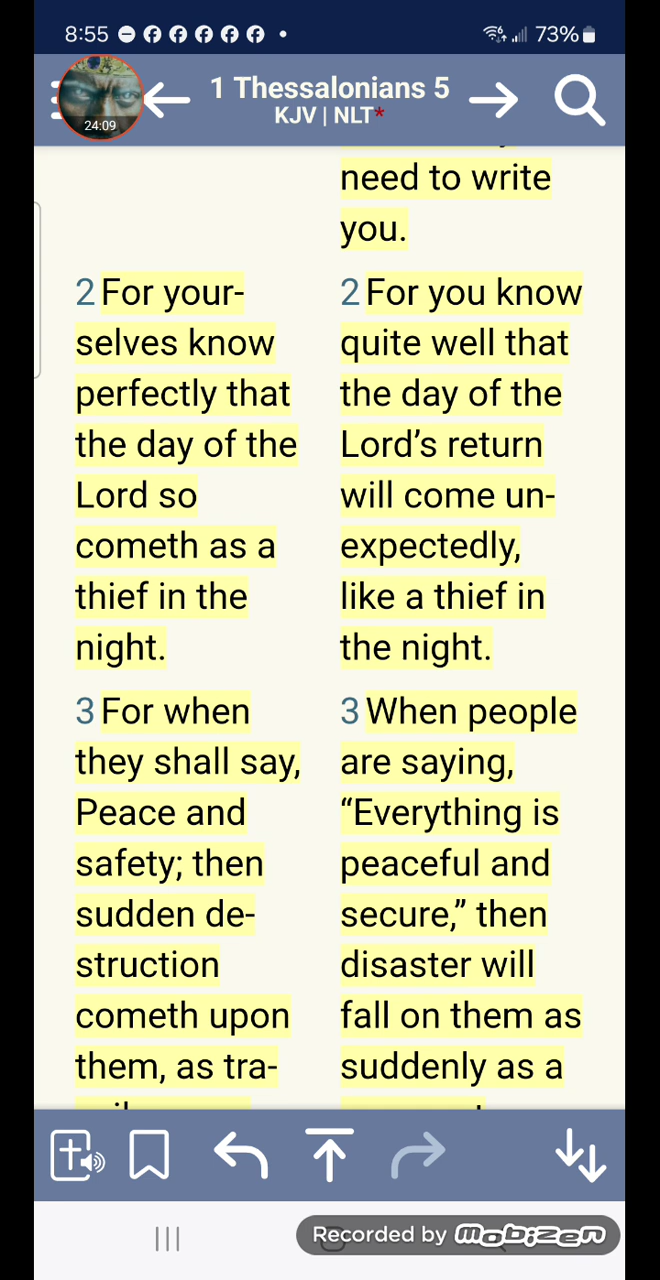 8:55
73%
24:09
1 Thessalonians 5
KJV | NLT*
need to write
you.
2 For your-
selves know
perfectly that
the day of the
Lord so
cometh as a
thief in the
night.
3 For when
they shall say,
Peace and
safety; then
sudden de-
struction
cometh upon
them, as tra-
2 For you know
quite well that
the day of the
Lord’s return
will come un-
expectedly,
like a thief in
the night.
3 When people
are saying,
“Everything is
peaceful and
secure,” then
disaster will
fall on them as
suddenly as a
Recorded by mobizen